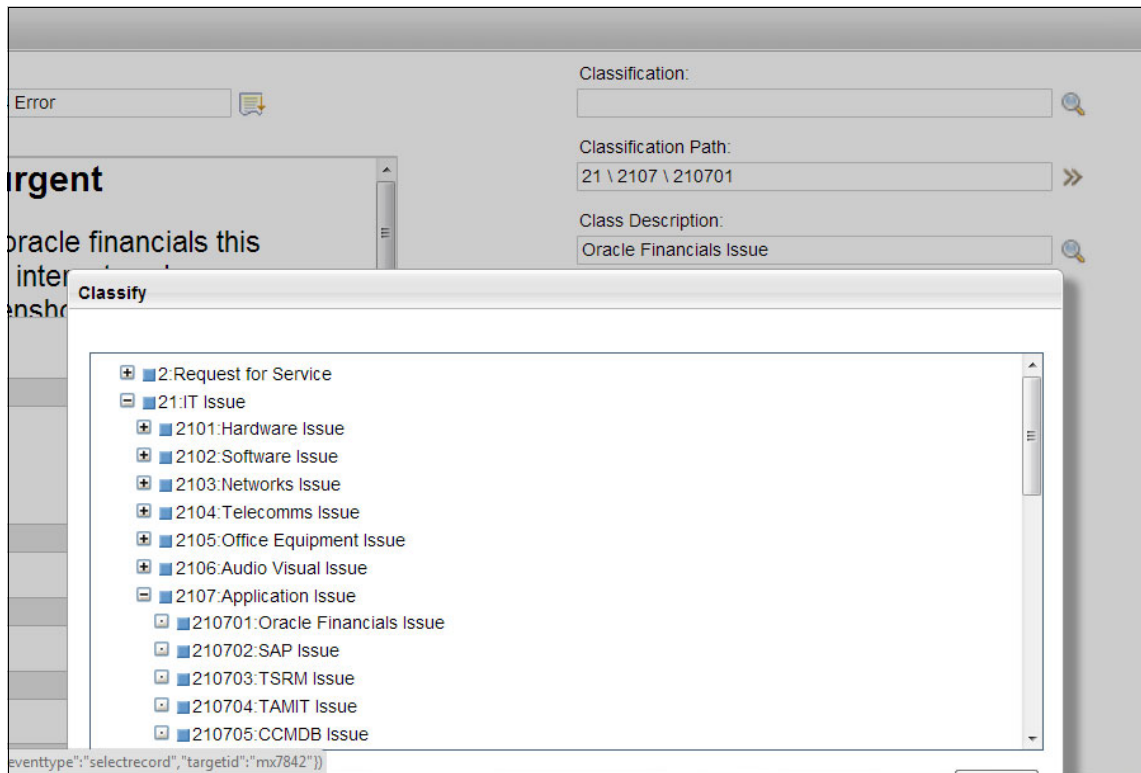 Classification:
Error
Classification Path:
21 \ 2107 \ 210701
Class Description:
Oracle Financials Issue
oracle financials this
Classify
2:Request for Service
21:IT Issue
2101:Hardware Issue
2102:Software Issue
2103:Networks Issue
2104:Telecomms Issue
2105:Office Equipment Issue
2106:Audio Visual Issue
2107:Application Issue
210701:Oracle Financials Issue
210702:SAP Issue
210703:TSRM Issue
210704:TAMIT Issue
210705:CCMDB Issue
eventtype":"selectrecord","targetid":"mx7842"})